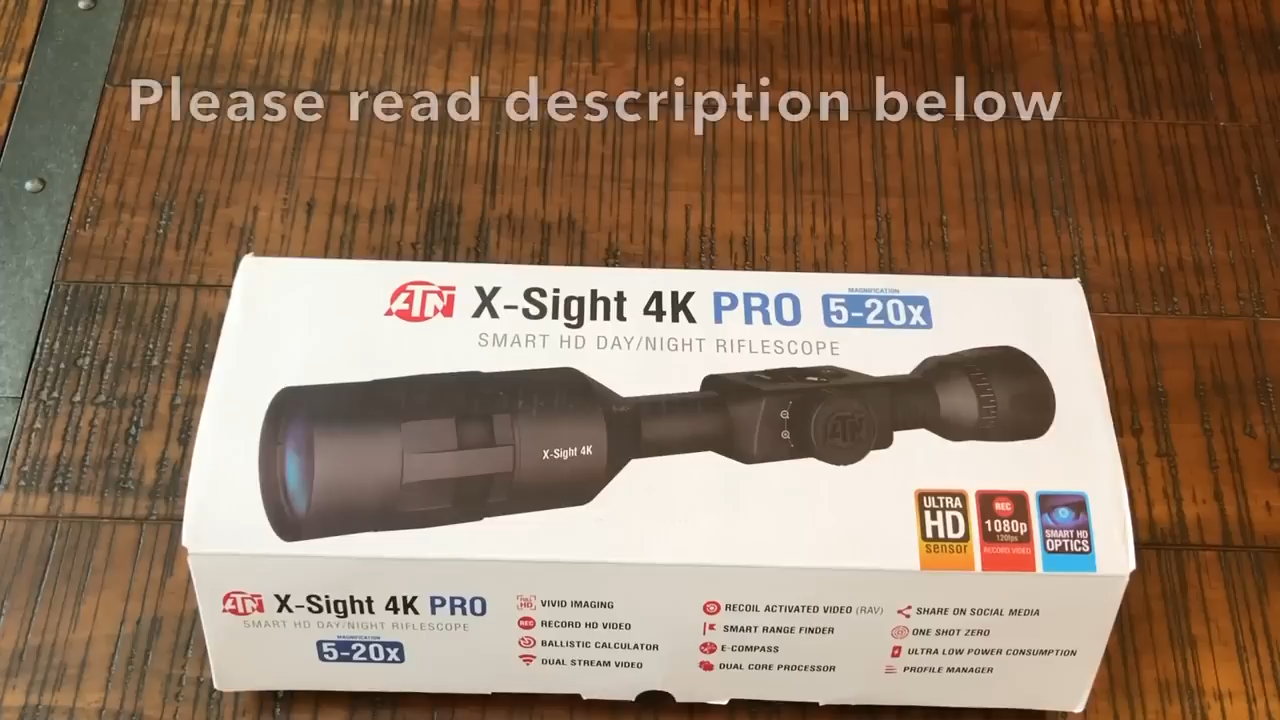 Please read description below
ATN X-Sight 4K PRO MAGNIFICATION 5-20x
SMART HD DAY/NIGHT RIFLESCOPE
X-Sight 4K
ATN
ULTRA HD sensor
REC 1080p 120fps RECORD VIDEO
SMART HD OPTICS
ATN X-Sight 4K PRO
SMART HD DAY/NIGHT RIFLESCOPE
MAGNIFICATION
5-20x
FULL HD VIVID IMAGING
REC RECORD HD VIDEO
BALLISTIC CALCULATOR
DUAL STREAM VIDEO
RECOIL ACTIVATED VIDEO (RAV)
SMART RANGE FINDER
E-COMPASS
DUAL CORE PROCESSOR
SHARE ON SOCIAL MEDIA
ONE SHOT ZERO
ULTRA LOW POWER CONSUMPTION
PROFILE MANAGER